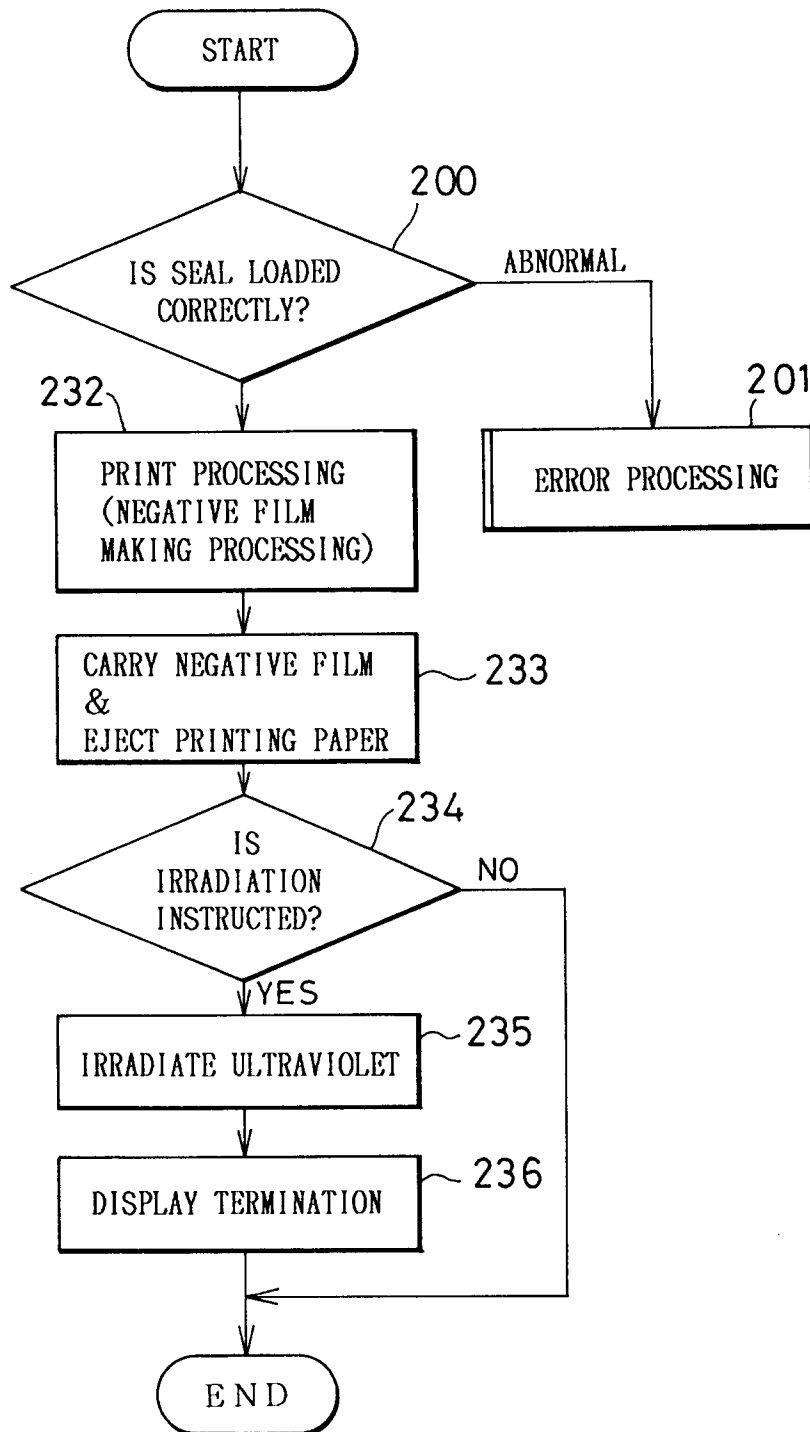 START
200
IS SEAL LOADED
CORRECTLY?
ABNORMAL
201
ERROR PROCESSING
232
PRINT PROCESSING
(NEGATIVE FILM
MAKING PROCESSING)
CARRY NEGATIVE FILM
&
EJECT PRINTING PAPER
233
234
IS
IRRADIATION
INSTRUCTED?
NO
YES
IRRADIATE ULTRAVIOLET
235
DISPLAY TERMINATION
236
END